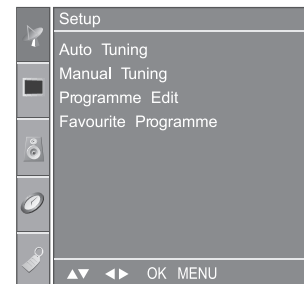 Setup
Auto Tuning
Manual Tuning
Programme Edit
Favourite Programme
▲▼ ◄► OK MENU